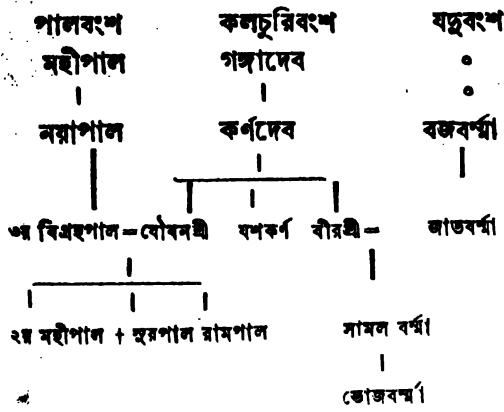 পালবংশ কলচুরিবংশ যদুবংশ
মহীপাল গঙ্গাদেব
নয়াপাল কর্ণদেব বজ্রবর্ম্মা
৩য় বিগ্রহপাল = যৌবনশ্রী যশকর্ণ বীরশ্রী = জাতবর্ম্মা
২য় মহীপাল + সুরপাল রামপাল সামল বর্ম্মা
ভোজবর্ম্মা